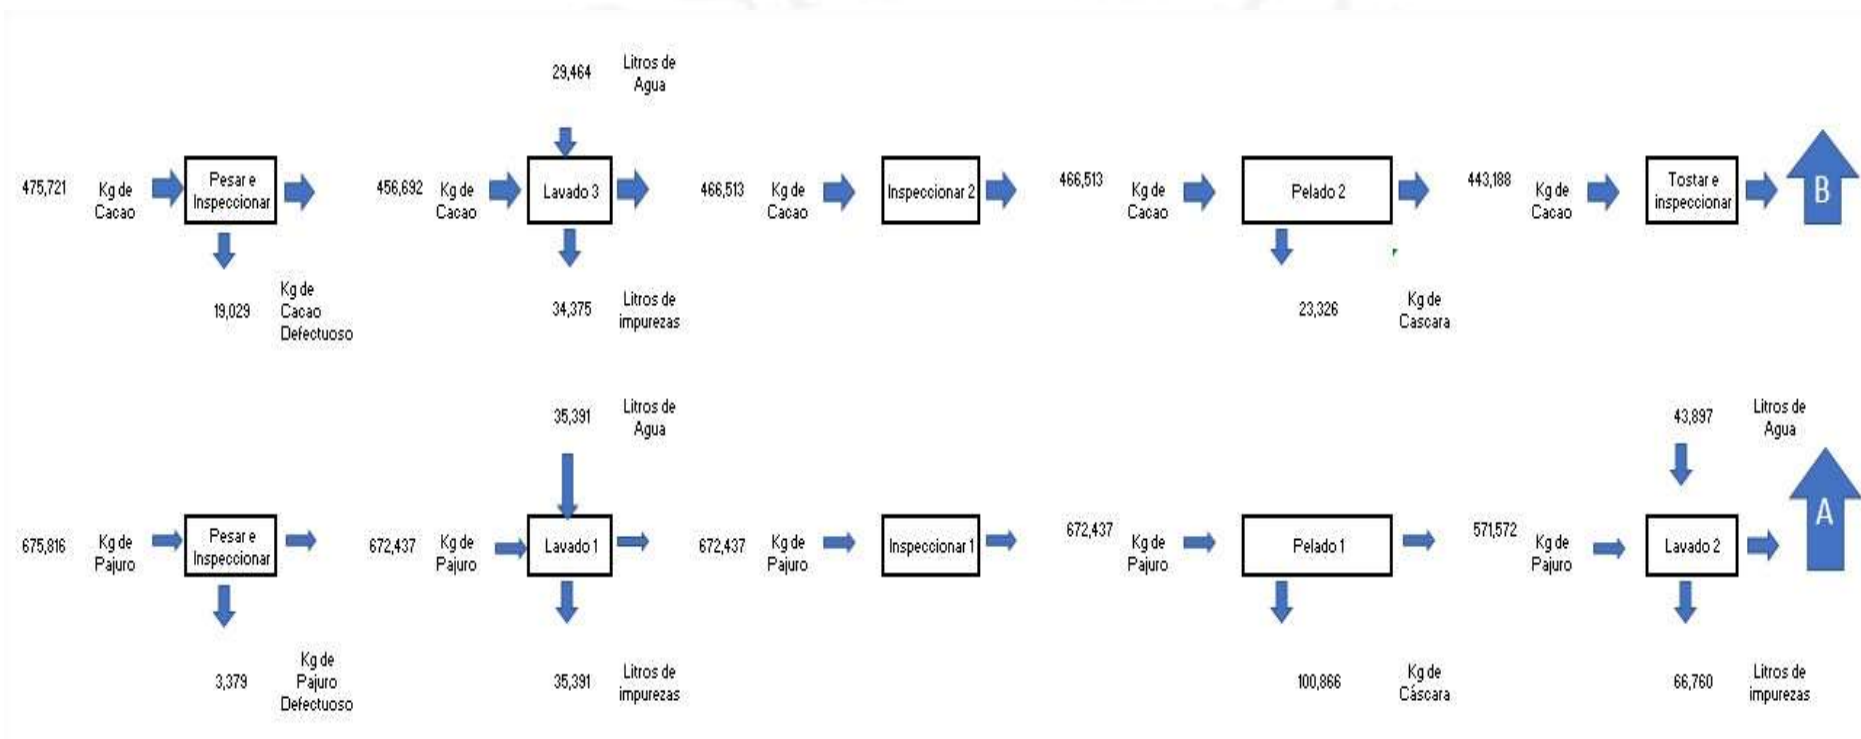 29,464
Litros de
Agua
475,721
Kg de
Cacao
Pesar e
Inspeccionar
456,692
Kg de
Cacao
Lavado 3
466,513
Kg de
Cacao
Inspeccionar 2
466,513
Kg de
Cacao
Pelado 2
443,188
Kg de
Cacao
Tostar e
inspeccionar
B
19,029
Kg de
Cacao
Defectuoso
34,375
Litros de
impurezas
23,326
Kg de
Cascara
35,391
Litros de
Agua
43,897
Litros de
Agua
675,816
Kg de
Pajuro
Pesar e
Inspeccionar
672,437
Kg de
Pajuro
Lavado 1
672,437
Kg de
Pajuro
Inspeccionar 1
672,437
Kg de
Pajuro
Pelado 1
571,572
Kg de
Pajuro
Lavado 2
A
3,379
Kg de
Pajuro
Defectuoso
35,391
Litros de
impurezas
100,866
Kg de
Cáscara
66,760
Litros de
impurezas